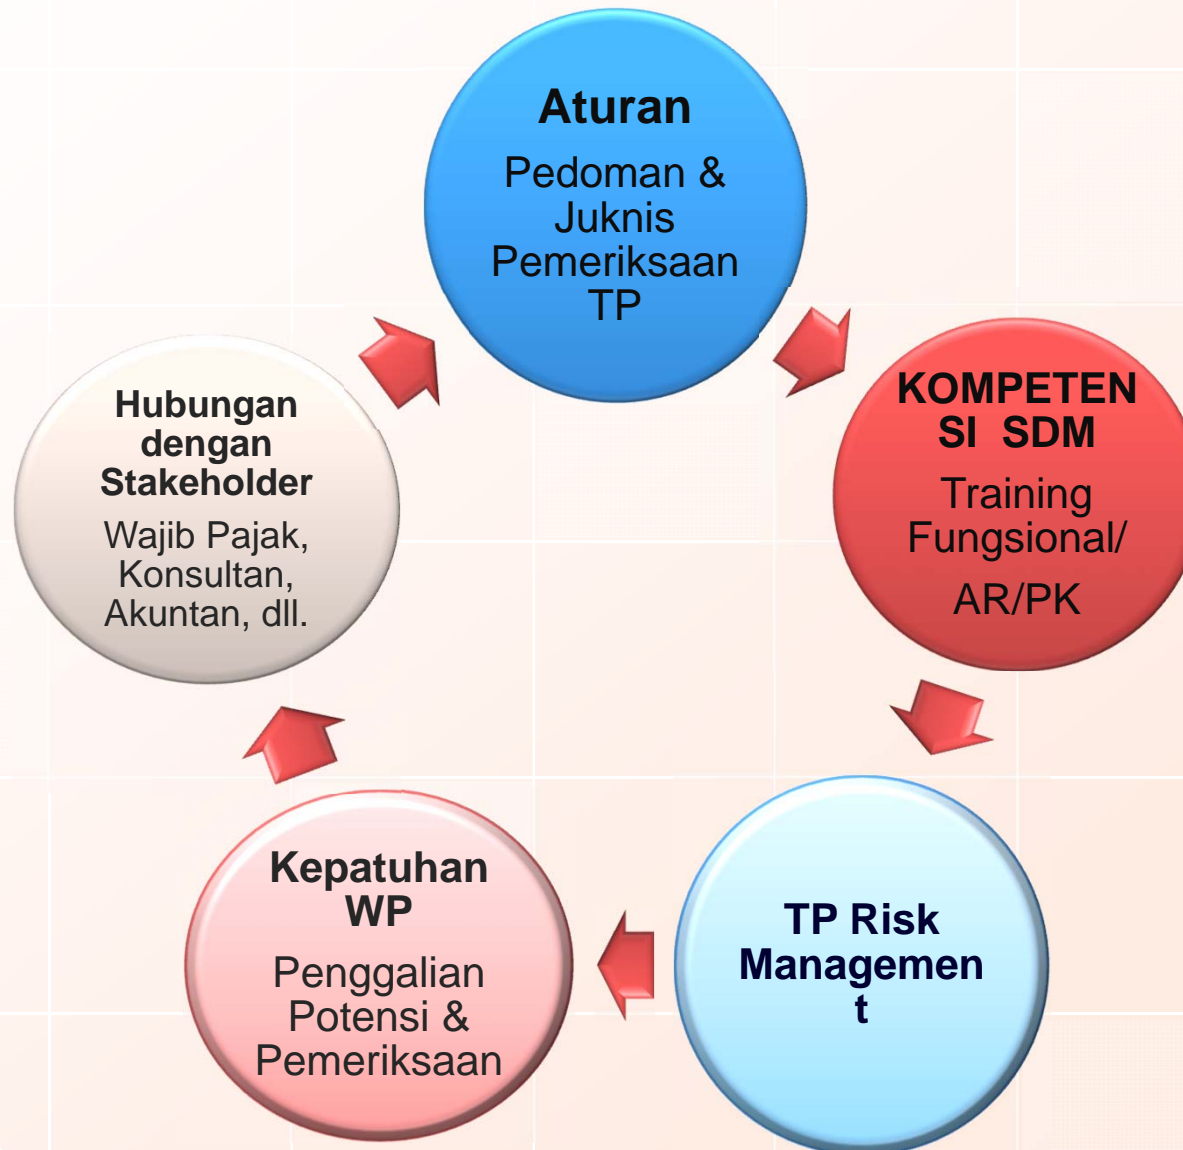 Aturan
Pedoman &
Juknis
Pemeriksaan
TP
KOMPETEN
SI SDM
Training
Fungsional/
AR/PK
TP Risk
Managemen
t
Kepatuhan
WP
Penggalian
Potensi &
Pemeriksaan
Hubungan
dengan
Stakeholder
Wajib Pajak,
Konsultan,
Akuntan, dll.